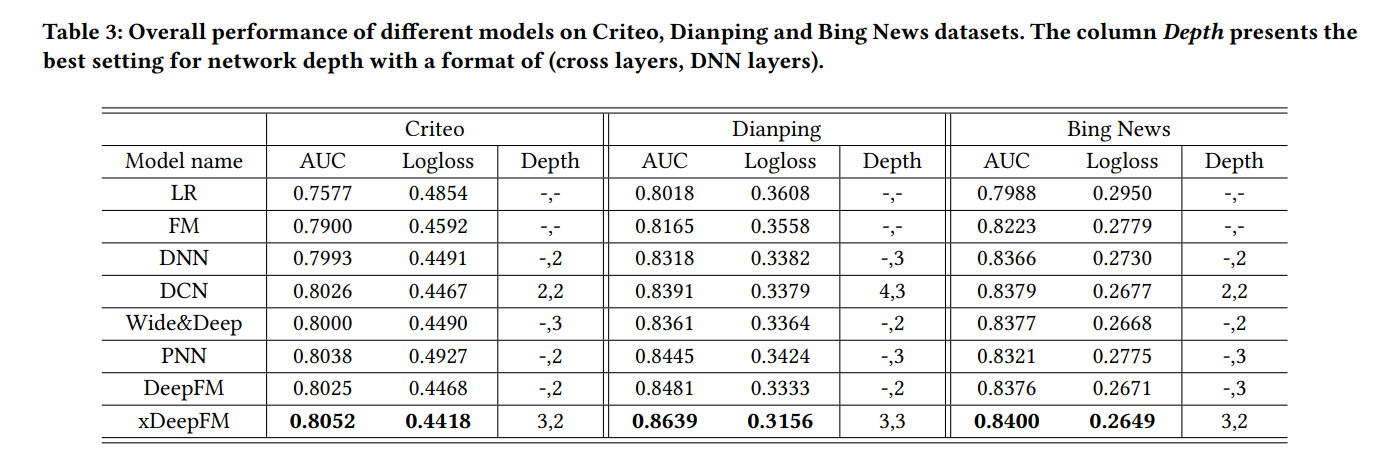 Table 3: Overall performance of different models on Criteo, Dianping and Bing News datasets. The column Depth presents the
best setting for network depth with a format of (cross layers, DNN layers).
Criteo Dianping Bing News
Model name AUC Logloss Depth AUC Logloss Depth AUC Logloss Depth
LR 0.7577 0.4854 -,- 0.8018 0.3608 -,- 0.7988 0.2950 -,-
FM 0.7900 0.4592 -,- 0.8165 0.3558 -,- 0.8223 0.2779 -,-
DNN 0.7993 0.4491 -,2 0.8318 0.3382 -,3 0.8366 0.2730 -,2
DCN 0.8026 0.4467 2,2 0.8391 0.3379 4,3 0.8379 0.2677 2,2
Wide&Deep 0.8000 0.4490 -,3 0.8361 0.3364 -,2 0.8377 0.2668 -,2
PNN 0.8038 0.4927 -,2 0.8445 0.3424 -,3 0.8321 0.2775 -,3
DeepFM 0.8025 0.4468 -,2 0.8481 0.3333 -,2 0.8376 0.2671 -,3
xDeepFM 0.8052 0.4418 3,2 0.8639 0.3156 3,3 0.8400 0.2649 3,2